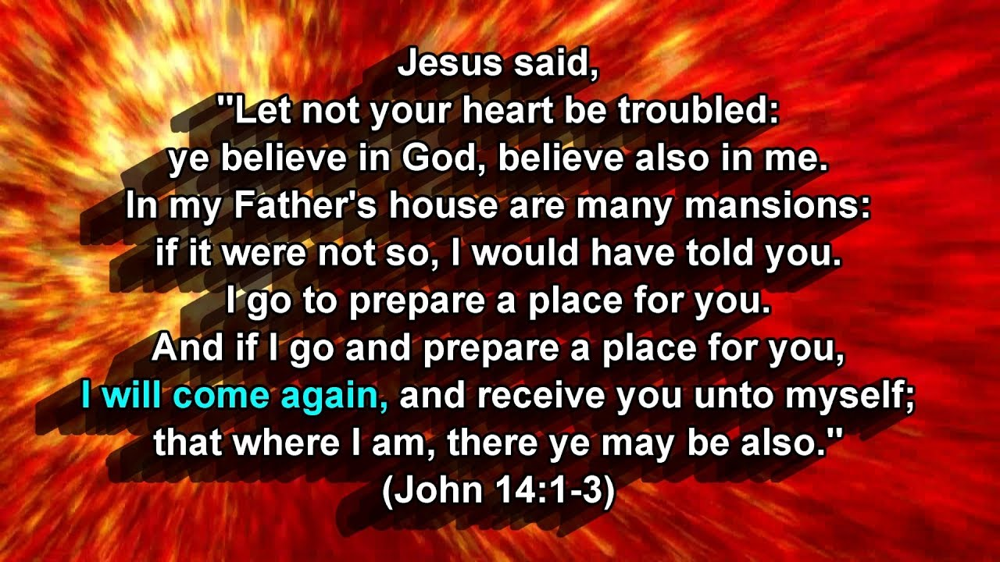 Jesus said,
"Let not your heart be troubled:
ye believe in God, believe also in me.
In my Father's house are many mansions:
if it were not so, I would have told you.
I go to prepare a place for you.
And if I go and prepare a place for you,
I will come again, and receive you unto myself;
that where I am, there ye may be also."
(John 14:1-3)